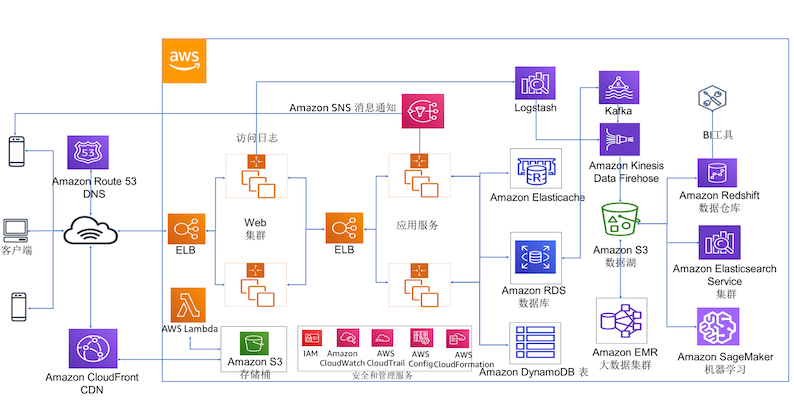 aws
Amazon SNS 消息通知
Logstash
Kafka
BI工具
访问日志
53
Amazon Route 53
DNS
Amazon Kinesis
Data Firehose
R
Amazon Elasticache
Amazon Redshift
数据仓库
Web
集群
应用服务
客户端
ELB
ELB
Amazon S3
数据湖
Amazon Elasticsearch
Service
集群
Amazon RDS
数据库
AWS Lambda
Amazon S3
存储桶
IAM
Amazon
CloudWatch
AWS
CloudTrail
AWS
Config
AWS
CloudFormation
安全和管理服务
Amazon DynamoDB 表
Amazon EMR
大数据集群
Amazon SageMaker
机器学习
Amazon CloudFront
CDN